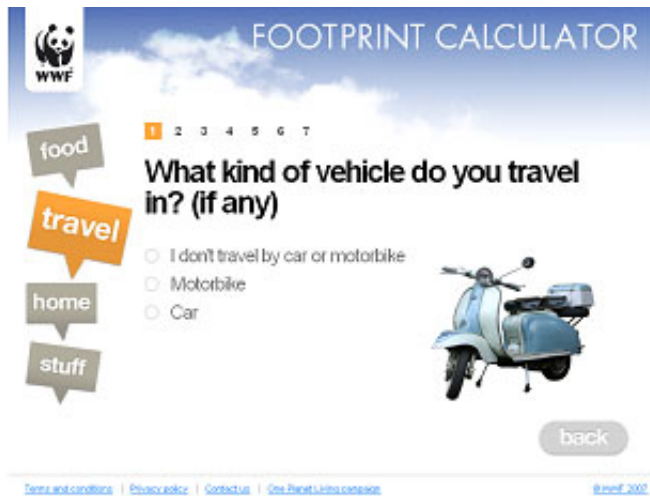 FOOTPRINT CALCULATOR
WWF
1 2 3 4 5 6 7
food
What kind of vehicle do you travel
in? (if any)
travel
I don't travel by car or motorbike
Motorbike
home
Car
stuff
back
Terms and conditions | Privacy policy | Contact us | One Planet Living campaign
© WWF 2007